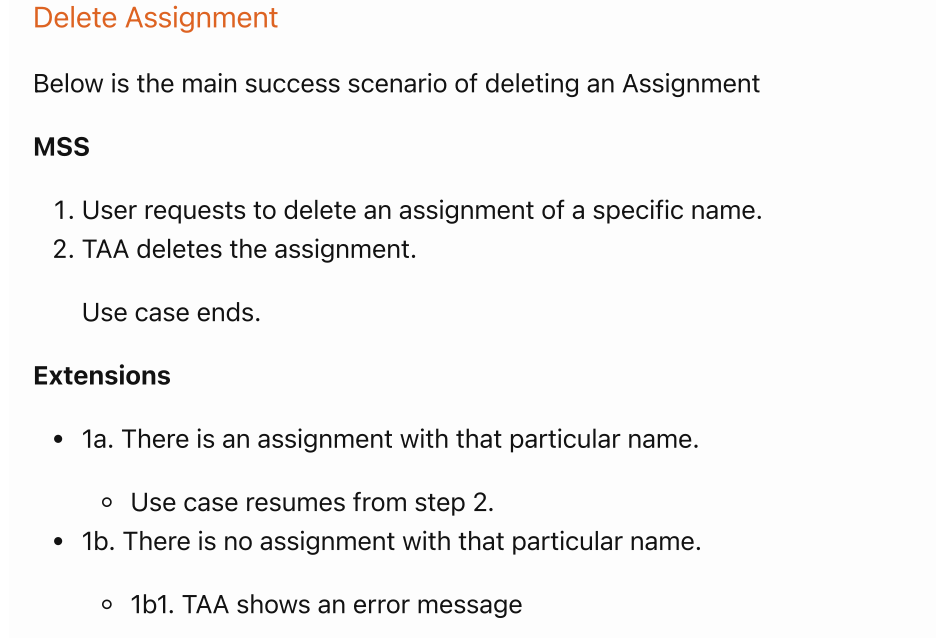 Delete Assignment
Below is the main success scenario of deleting an Assignment
MSS
1. User requests to delete an assignment of a specific name.
2. TAA deletes the assignment.
Use case ends.
Extensions
• 1a. There is an assignment with that particular name.
◦ Use case resumes from step 2.
• 1b. There is no assignment with that particular name.
◦ 1b1. TAA shows an error message